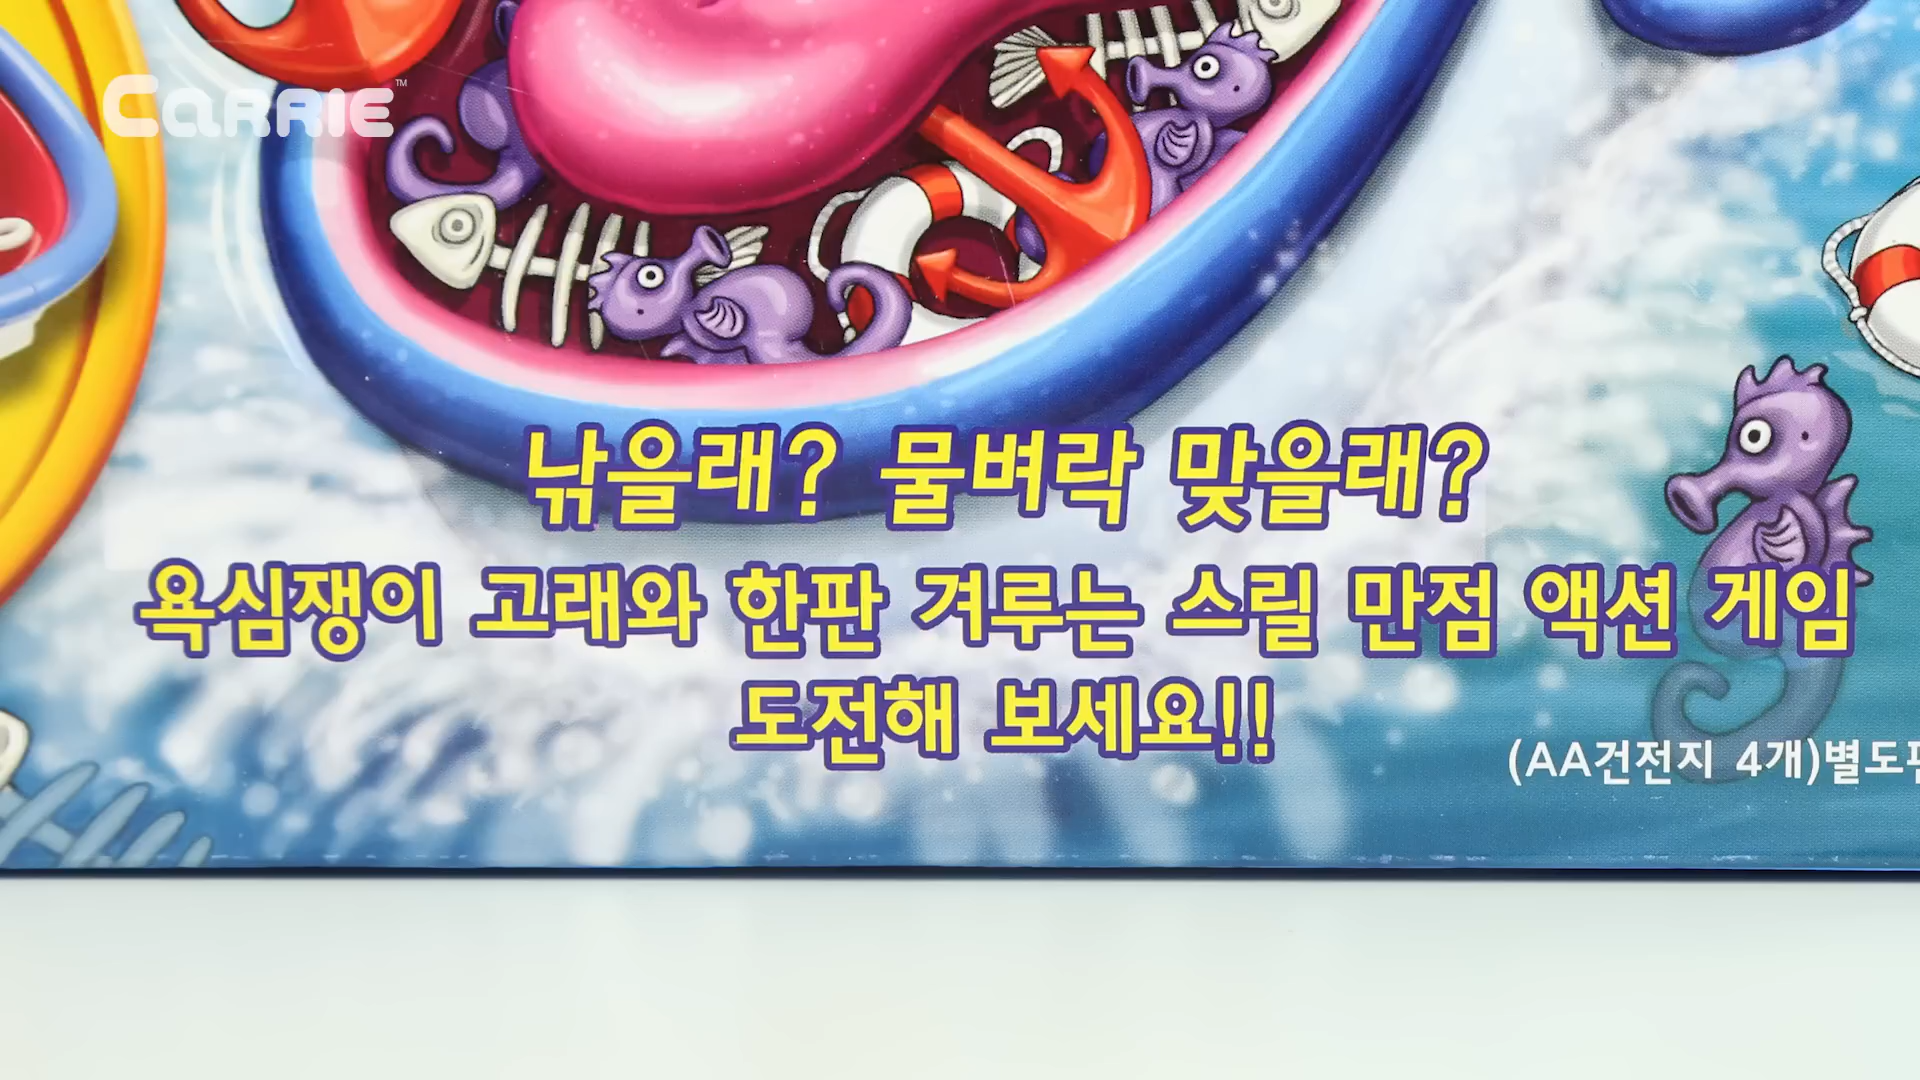 CARRIE™
낚을래? 물벼락 맞을래?
욕심쟁이 고래와 한판 겨루는 스릴 만점 액션 게임
도전해 보세요!!
(AA건전지 4개)별도